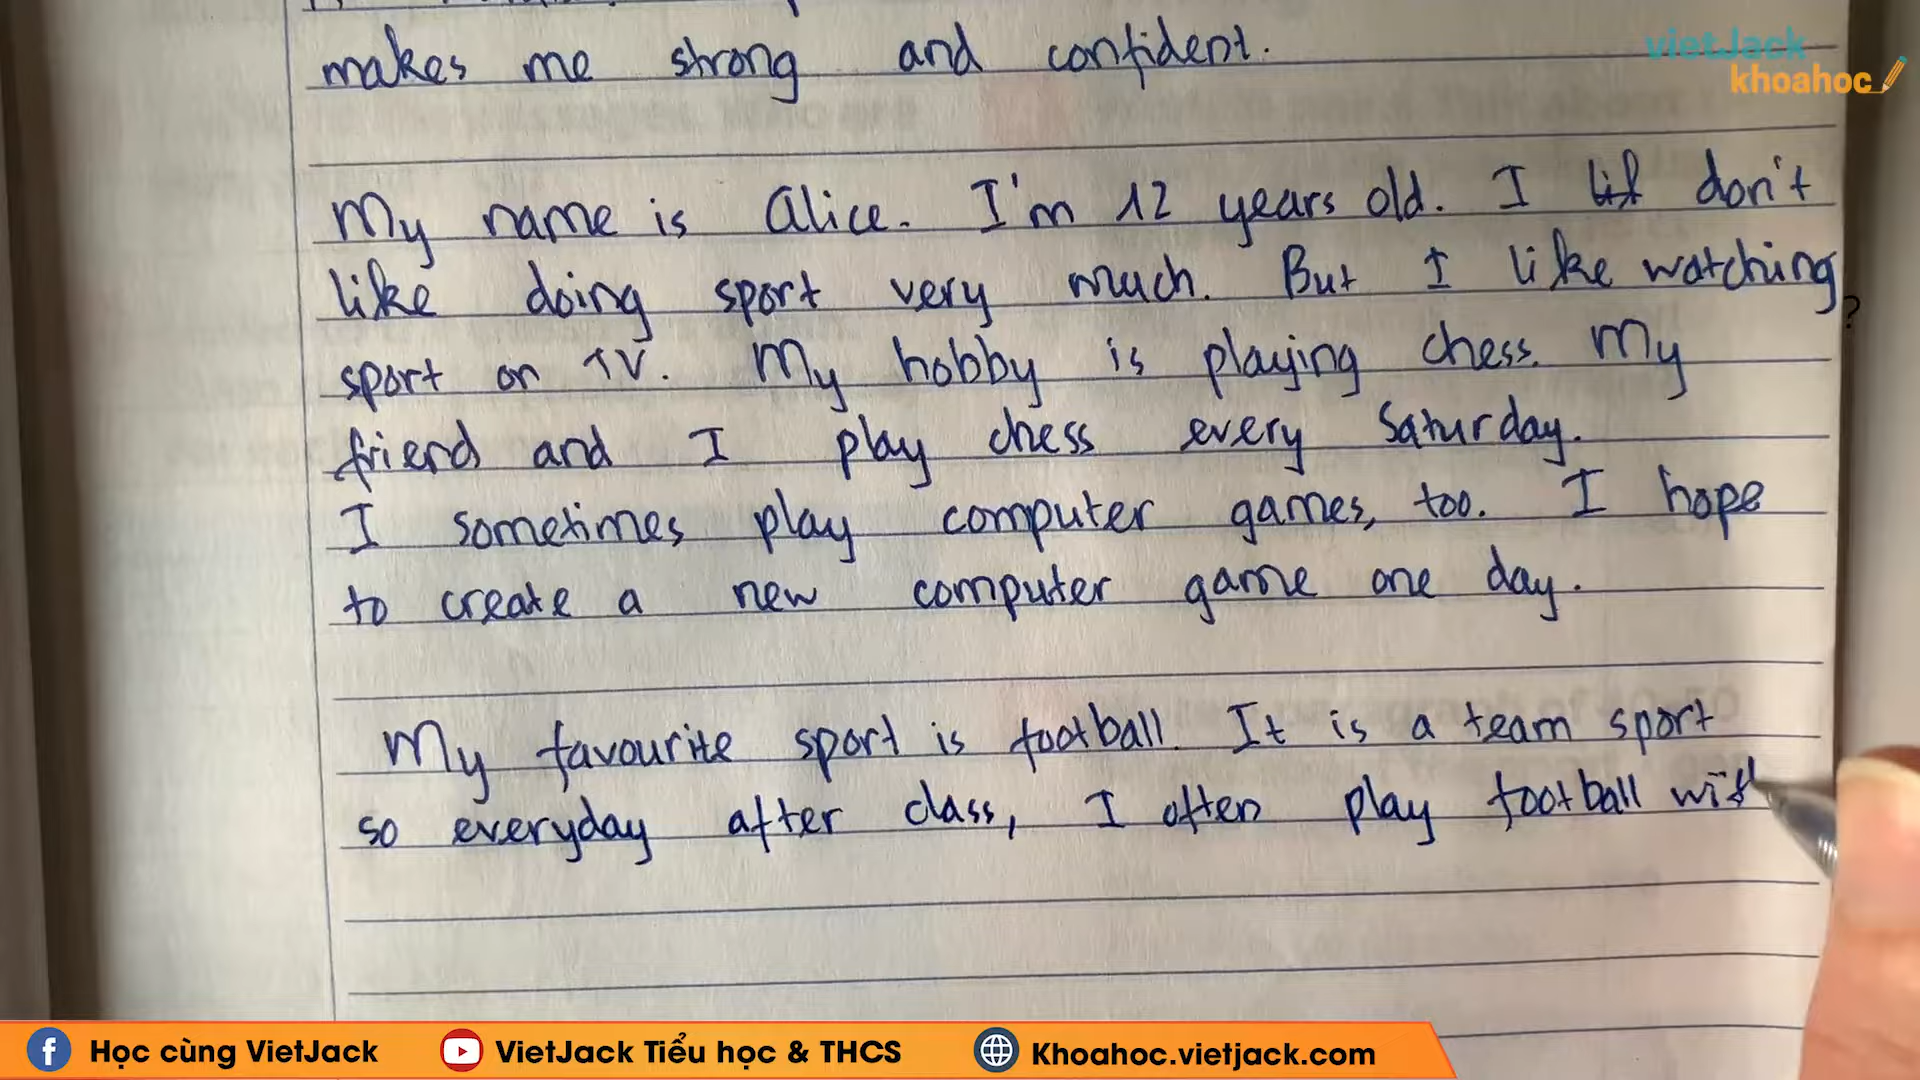 makes me strong and confident.
vietJack
khoahoc
My name is Alice. I'm 12 years old. I don't
like doing sport very much. But I like watching
sport on TV. My hobby is playing chess. My
friend and I play chess every Saturday.
I sometimes play computer games, too. I hope
to create a new computer game one day.
My favourite sport is football. It is a team sport
so everyday after class, I often play football with
Học cùng VietJack
VietJack Tiểu học & THCS
Khoahoc.vietjack.com